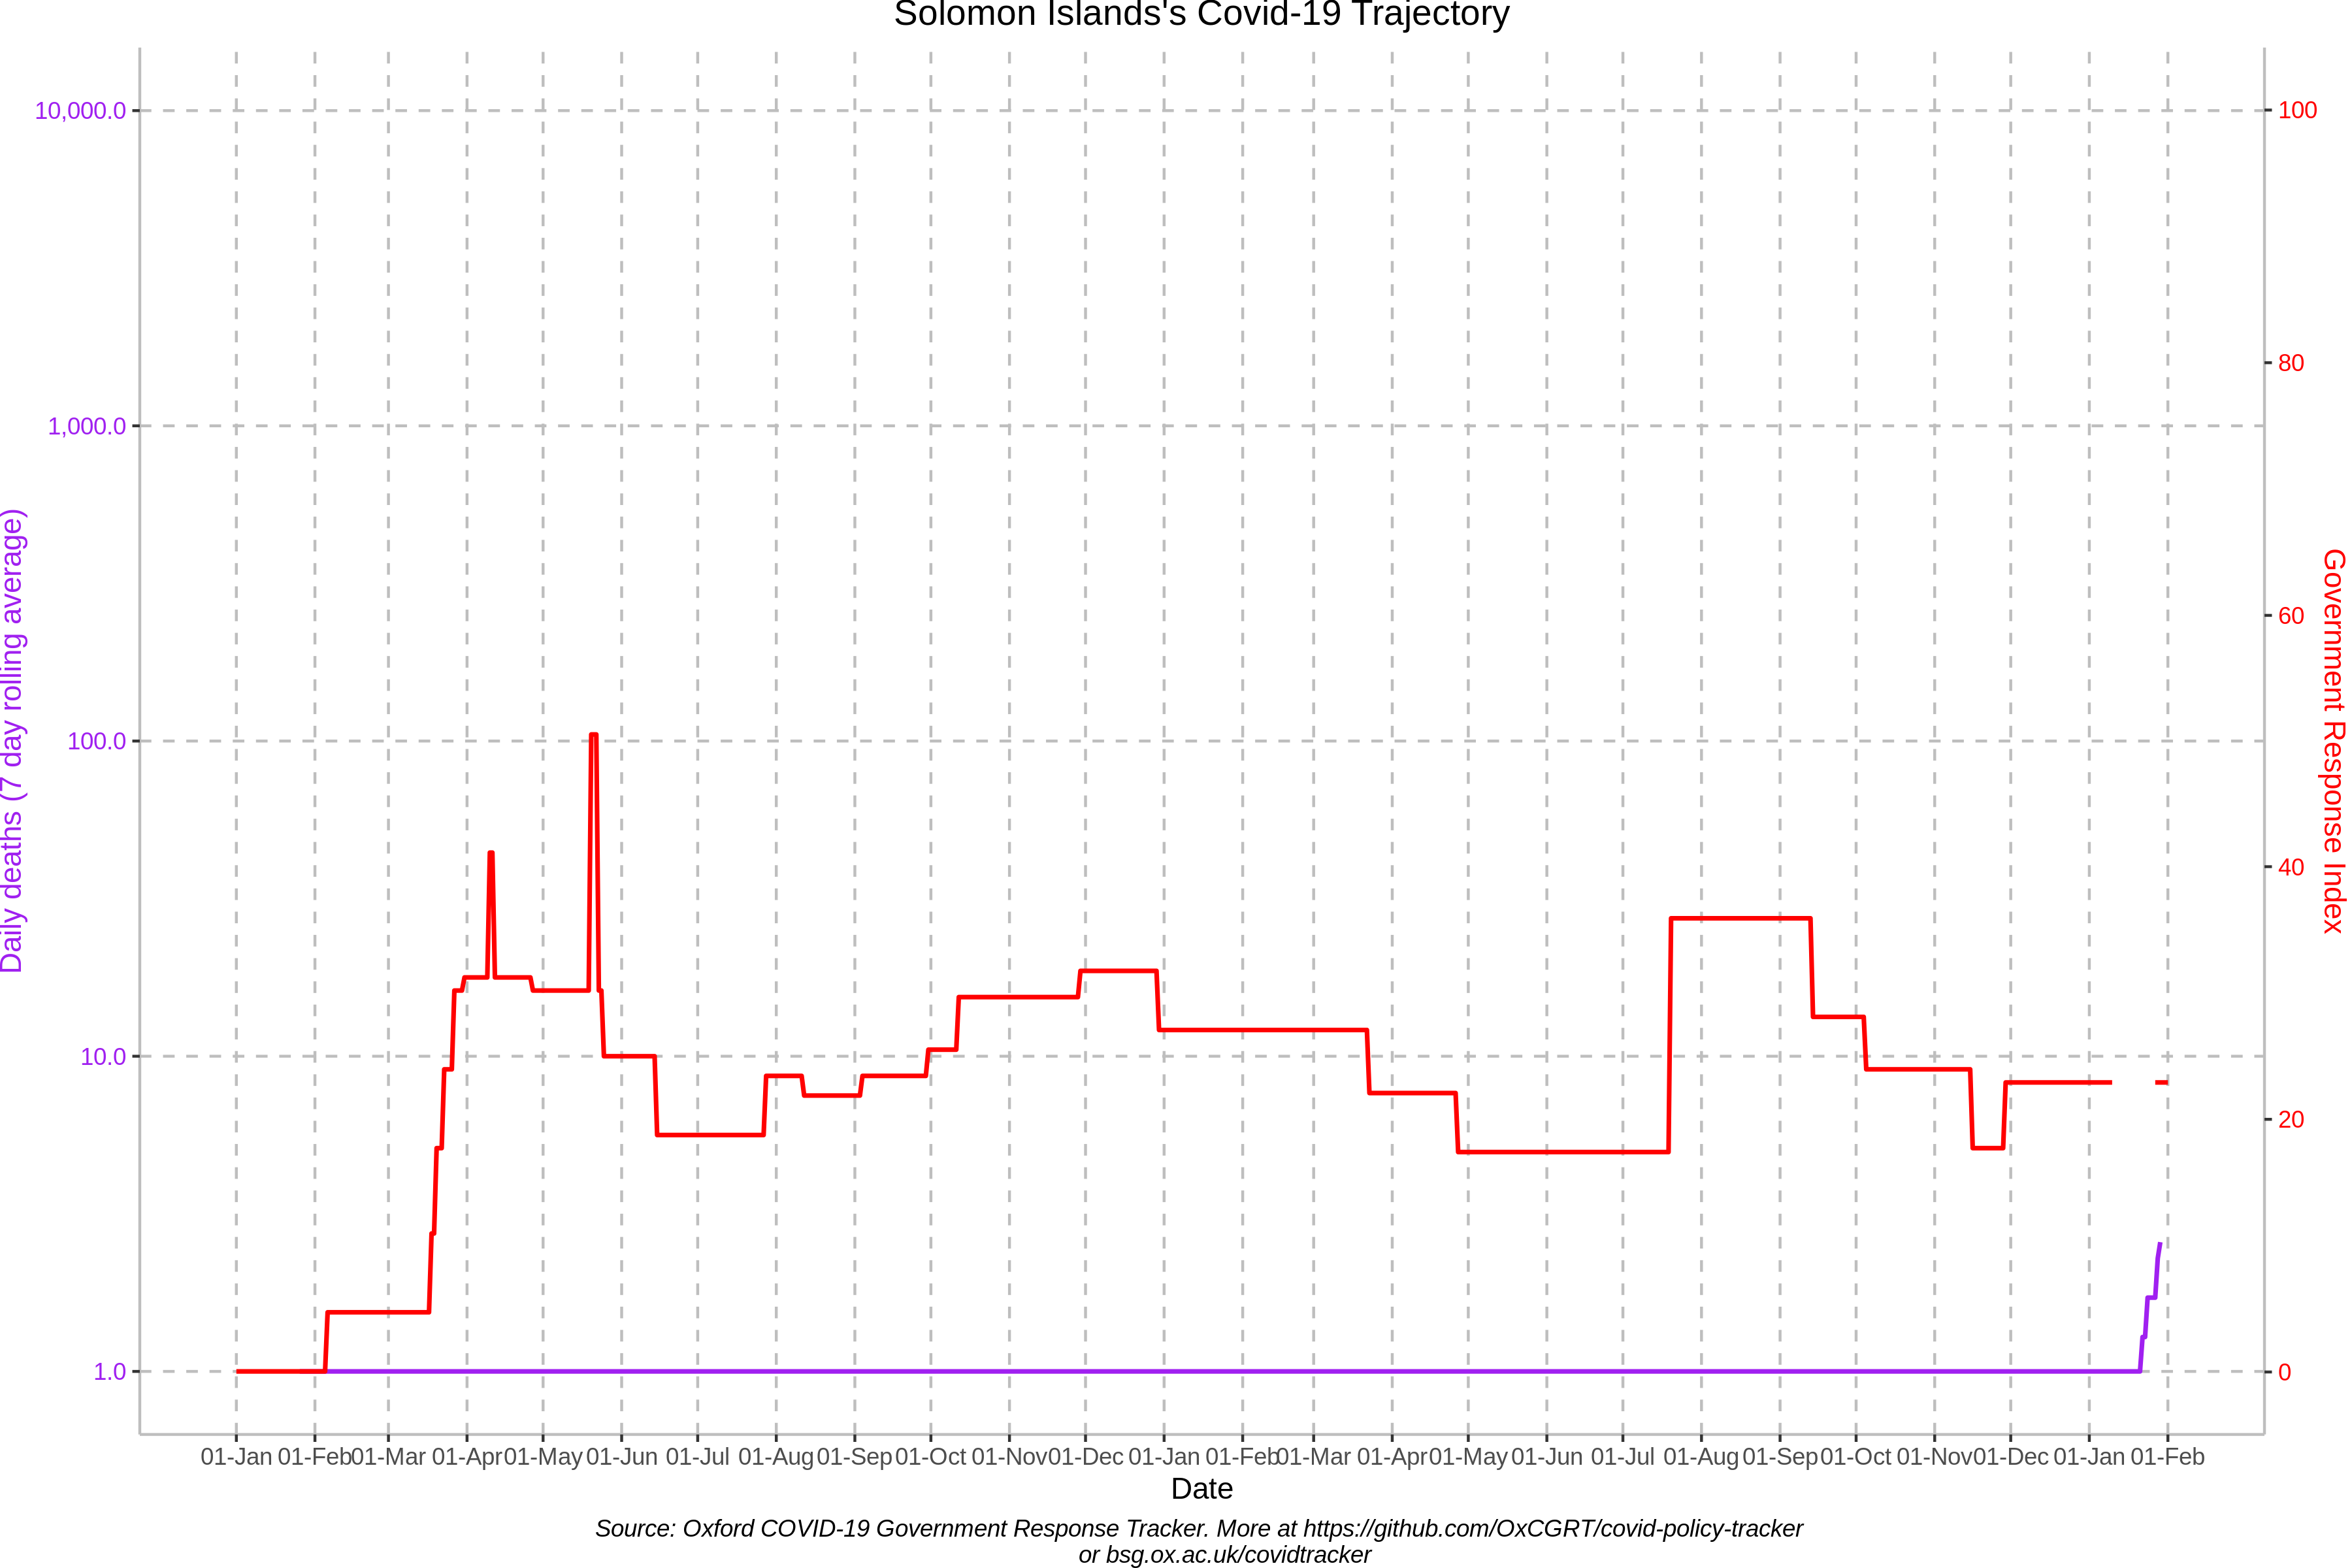 Solomon Islands's Covid-19 Trajectory
10,000.0
1,000.0
100.0
10.0
1.0
Daily deaths (7 day rolling average)
100
80
60
40
20
0
Government Response Index
01-Jan 01-Feb 01-Mar 01-Apr 01-May 01-Jun 01-Jul 01-Aug 01-Sep 01-Oct 01-Nov 01-Dec 01-Jan 01-Feb 01-Mar 01-Apr 01-May 01-Jun 01-Jul 01-Aug 01-Sep 01-Oct 01-Nov 01-Dec 01-Jan 01-Feb
Date
Source: Oxford COVID-19 Government Response Tracker. More at https://github.com/OxCGRT/covid-policy-tracker
or bsg.ox.ac.uk/covidtracker